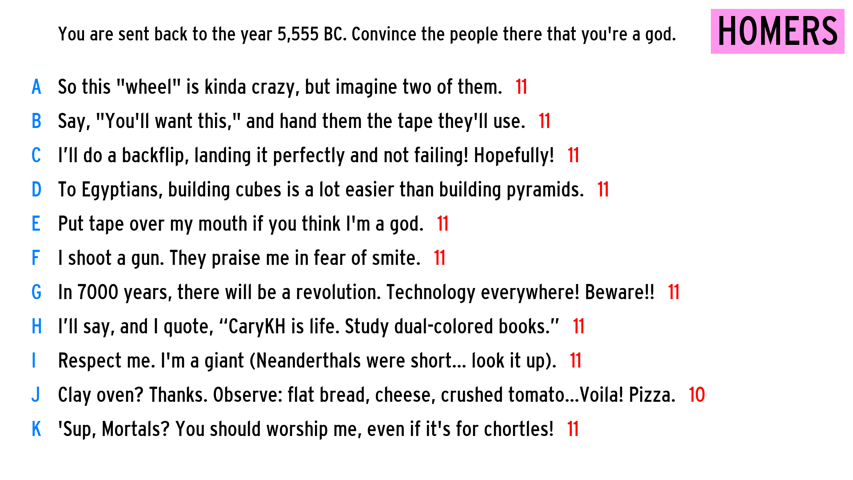 You are sent back to the year 5,555 BC. Convince the people there that you're a god.
HOMERS
A So this "wheel" is kinda crazy, but imagine two of them. 11
B Say, "You'll want this," and hand them the tape they'll use. 11
C I’ll do a backflip, landing it perfectly and not failing! Hopefully! 11
D To Egyptians, building cubes is a lot easier than building pyramids. 11
E Put tape over my mouth if you think I'm a god. 11
F I shoot a gun. They praise me in fear of smite. 11
G In 7000 years, there will be a revolution. Technology everywhere! Beware!! 11
H I’ll say, and I quote, “CaryKH is life. Study dual-colored books.” 11
I Respect me. I'm a giant (Neanderthals were short... look it up). 11
J Clay oven? Thanks. Observe: flat bread, cheese, crushed tomato...Voila! Pizza. 10
K 'Sup, Mortals? You should worship me, even if it's for chortles! 11